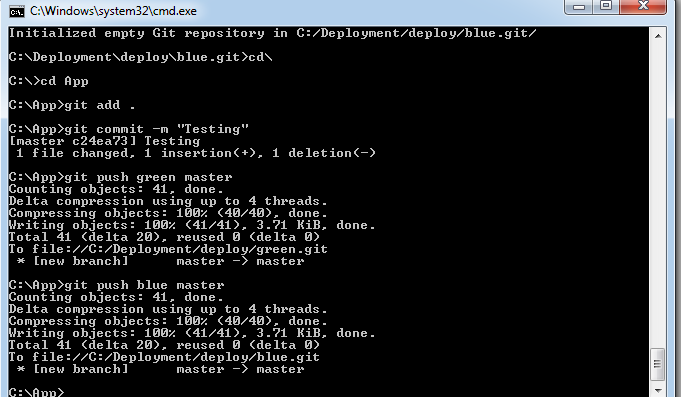 C:\Windows\system32\cmd.exe
Initialized empty Git repository in C:/Deployment/deploy/blue.git/
C:\Deployment\deploy\blue.git>cd\
C:\>cd App
C:\App>git add .
C:\App>git commit -m "Testing"
[master c24ea73] Testing
1 file changed, 1 insertion(+), 1 deletion(-)
C:\App>git push green master
Counting objects: 41, done.
Delta compression using up to 4 threads.
Compressing objects: 100% (40/40), done.
Writing objects: 100% (41/41), 3.71 KiB, done.
Total 41 (delta 20), reused 0 (delta 0)
To file://C:/Deployment/deploy/green.git
* [new branch]      master -> master
C:\App>git push blue master
Counting objects: 41, done.
Delta compression using up to 4 threads.
Compressing objects: 100% (40/40), done.
Writing objects: 100% (41/41), 3.71 KiB, done.
Total 41 (delta 20), reused 0 (delta 0)
To file://C:/Deployment/deploy/blue.git
* [new branch]      master -> master
C:\App>